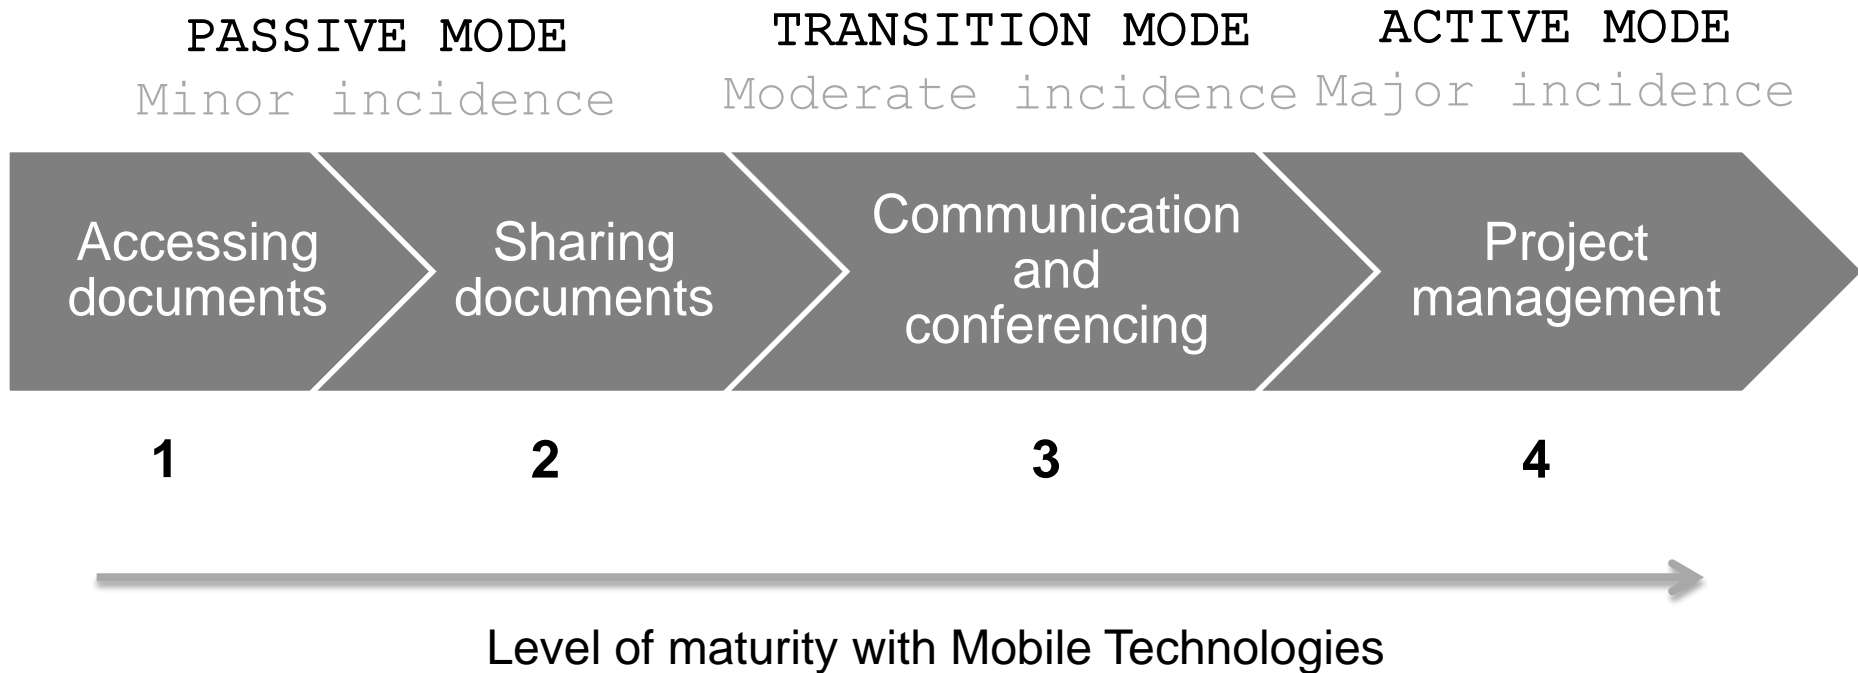 PASSIVE MODE
Minor incidence
TRANSITION MODE
Moderate incidence
ACTIVE MODE
Major incidence
Accessing
documents
Sharing
documents
Communication
and
conferencing
Project
management
1
2
3
4
Level of maturity with Mobile Technologies